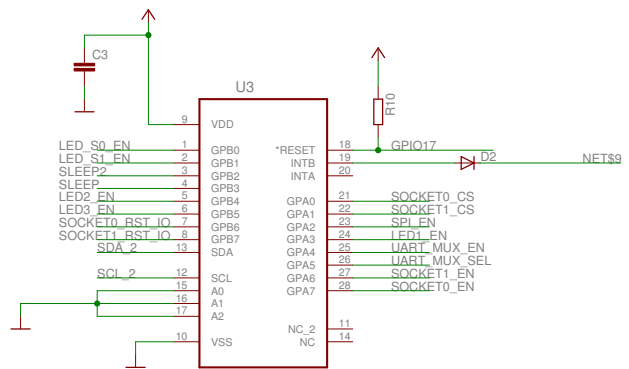 C3
U3
R10
9 VDD
LED_S0_EN 1 GPB0 *RESET 18 GPIO17
LED_S1_EN 2 GPB1 INTB 19 D2 NET$9
SLEEP2 3 GPB2 INTA 20
SLEEP 4 GPB3
LED2_EN 5 GPB4 GPA0 21 SOCKET0_CS
LED3_EN 6 GPB5 GPA1 22 SOCKET1_CS
SOCKET0_RST_IO 7 GPB6 GPA2 23 SPI_EN
SOCKET1_RST_IO 8 GPB7 GPA3 24 LED1_EN
SDA_2 13 SDA GPA4 25 UART_MUX_EN
GPA5 26 UART_MUX_SEL
SCL_2 12 SCL GPA6 27 SOCKET1_EN
15 A0 GPA7 28 SOCKET0_EN
16 A1
17 A2
NC_2 11
10 VSS NC 14